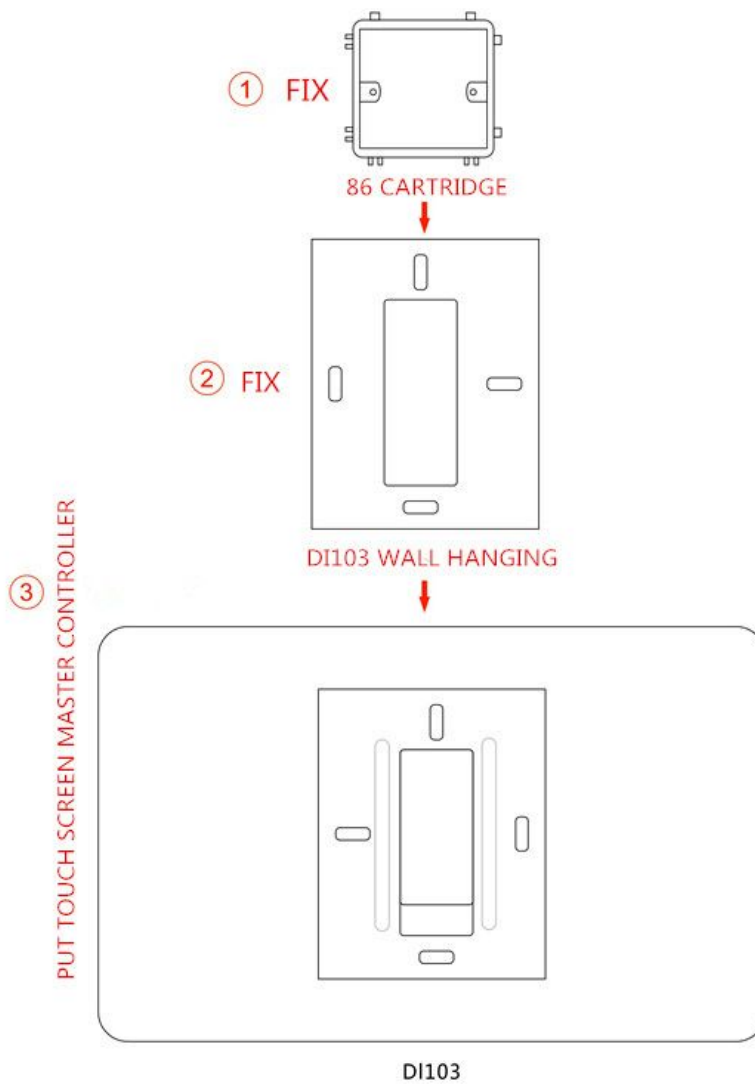 ① FIX
86 CARTRIDGE
② FIX
DI103 WALL HANGING
③ PUT TOUCH SCREEN MASTER CONTROLLER
DI103